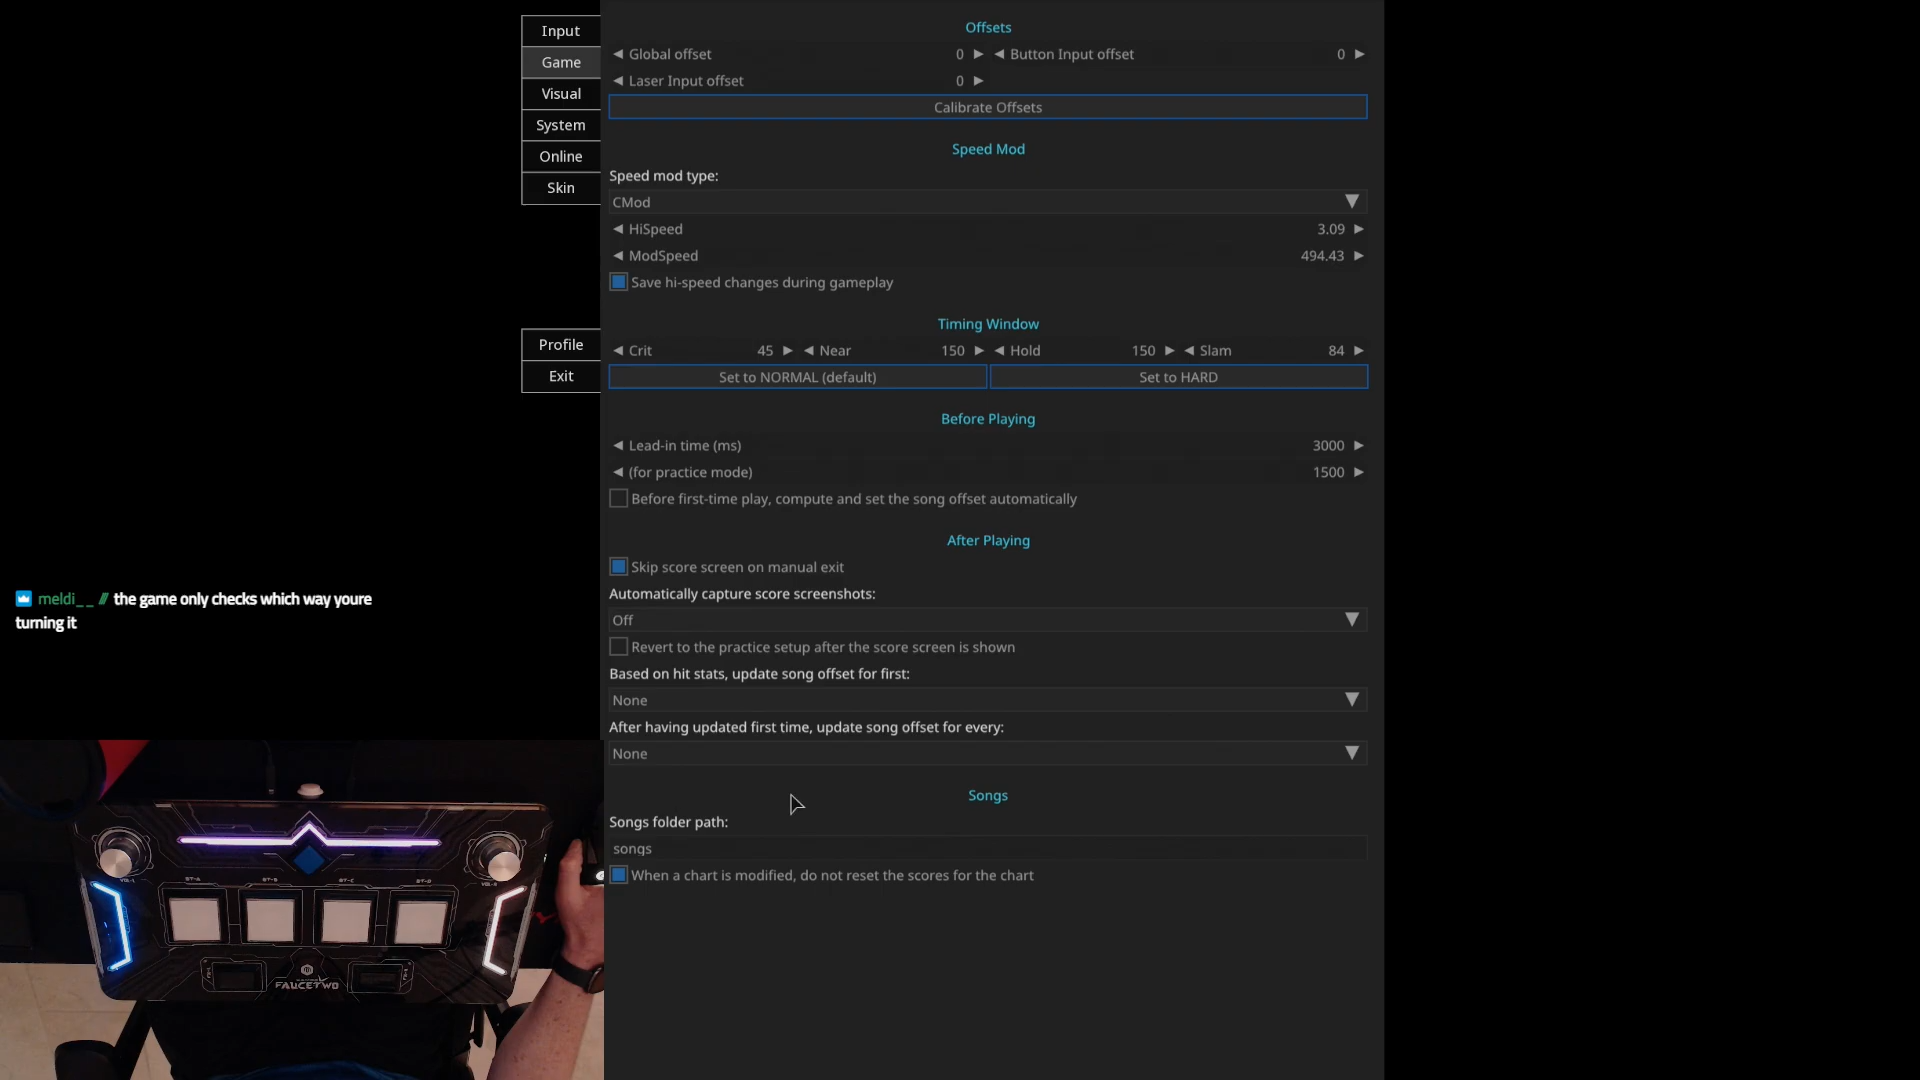 Input
Game
Visual
System
Online
Skin
Profile
Exit
Offsets
Global offset 0 Button Input offset 0
Laser Input offset 0
Calibrate Offsets
Speed Mod
Speed mod type:
CMod
HiSpeed 3.09
ModSpeed 494.43
Save hi-speed changes during gameplay
Timing Window
Crit 45 Near 150 Hold 150 Slam 84
Set to NORMAL (default) Set to HARD
Before Playing
Lead-in time (ms) 3000
(for practice mode) 1500
Before first-time play, compute and set the song offset automatically
After Playing
Skip score screen on manual exit
Automatically capture score screenshots:
Off
Revert to the practice setup after the score screen is shown
Based on hit stats, update song offset for first:
None
After having updated first time, update song offset for every:
None
Songs
Songs folder path:
songs
When a chart is modified, do not reset the scores for the chart
meldi__ // the game only checks which way youre
turning it
VOL-L
VOL-R
BT-A BT-B BT-C BT-D
FAUCETWO